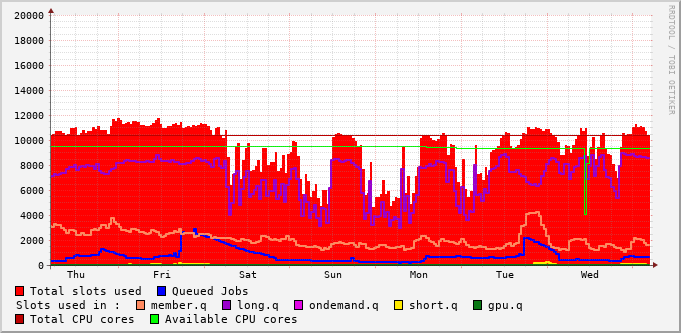 20000
18000
16000
14000
12000
10000
8000
6000
4000
2000
0
Thu Fri Sat Sun Mon Tue Wed
RRDTOOL / TOBI OETIKER
Total slots used Queued Jobs
Slots used in : member.q long.q ondemand.q short.q gpu.q
Total CPU cores Available CPU cores